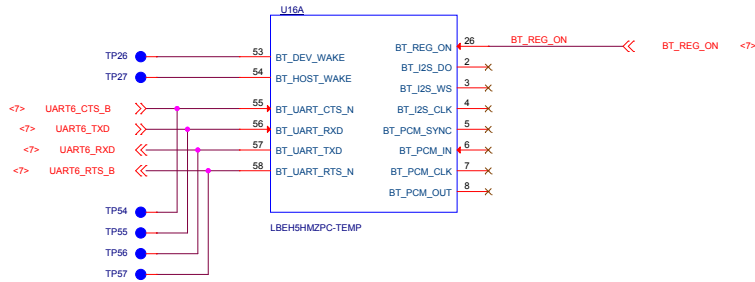 U16A
TP26
53
BT_DEV_WAKE
TP27
54
BT_HOST_WAKE
<7> UART6_CTS_B
55
BT_UART_CTS_N
<7> UART6_TXD
56
BT_UART_RXD
<7> UART6_RXD
57
BT_UART_TXD
<7> UART6_RTS_B
58
BT_UART_RTS_N
BT_REG_ON
26
BT_REG_ON
BT_REG_ON <7>
BT_I2S_DO
2
BT_I2S_WS
3
BT_I2S_CLK
4
BT_PCM_SYNC
5
BT_PCM_IN
6
BT_PCM_CLK
7
BT_PCM_OUT
8
TP54
TP55
TP56
TP57
LBEH5HMZPC-TEMP